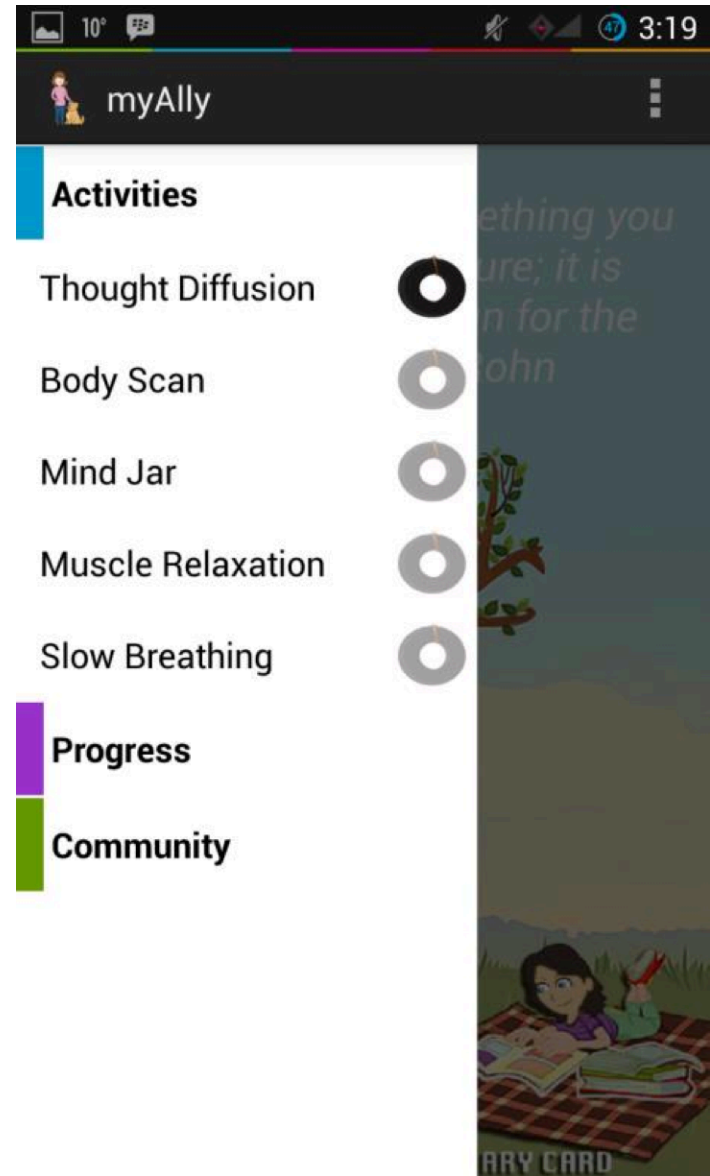 10° 47 3:19
myAlly
Activities
ething you
Thought Diffusion
ure; it is
n for the
Body Scan
ohn
Mind Jar
Muscle Relaxation
Slow Breathing
Progress
Community
ARY CARD